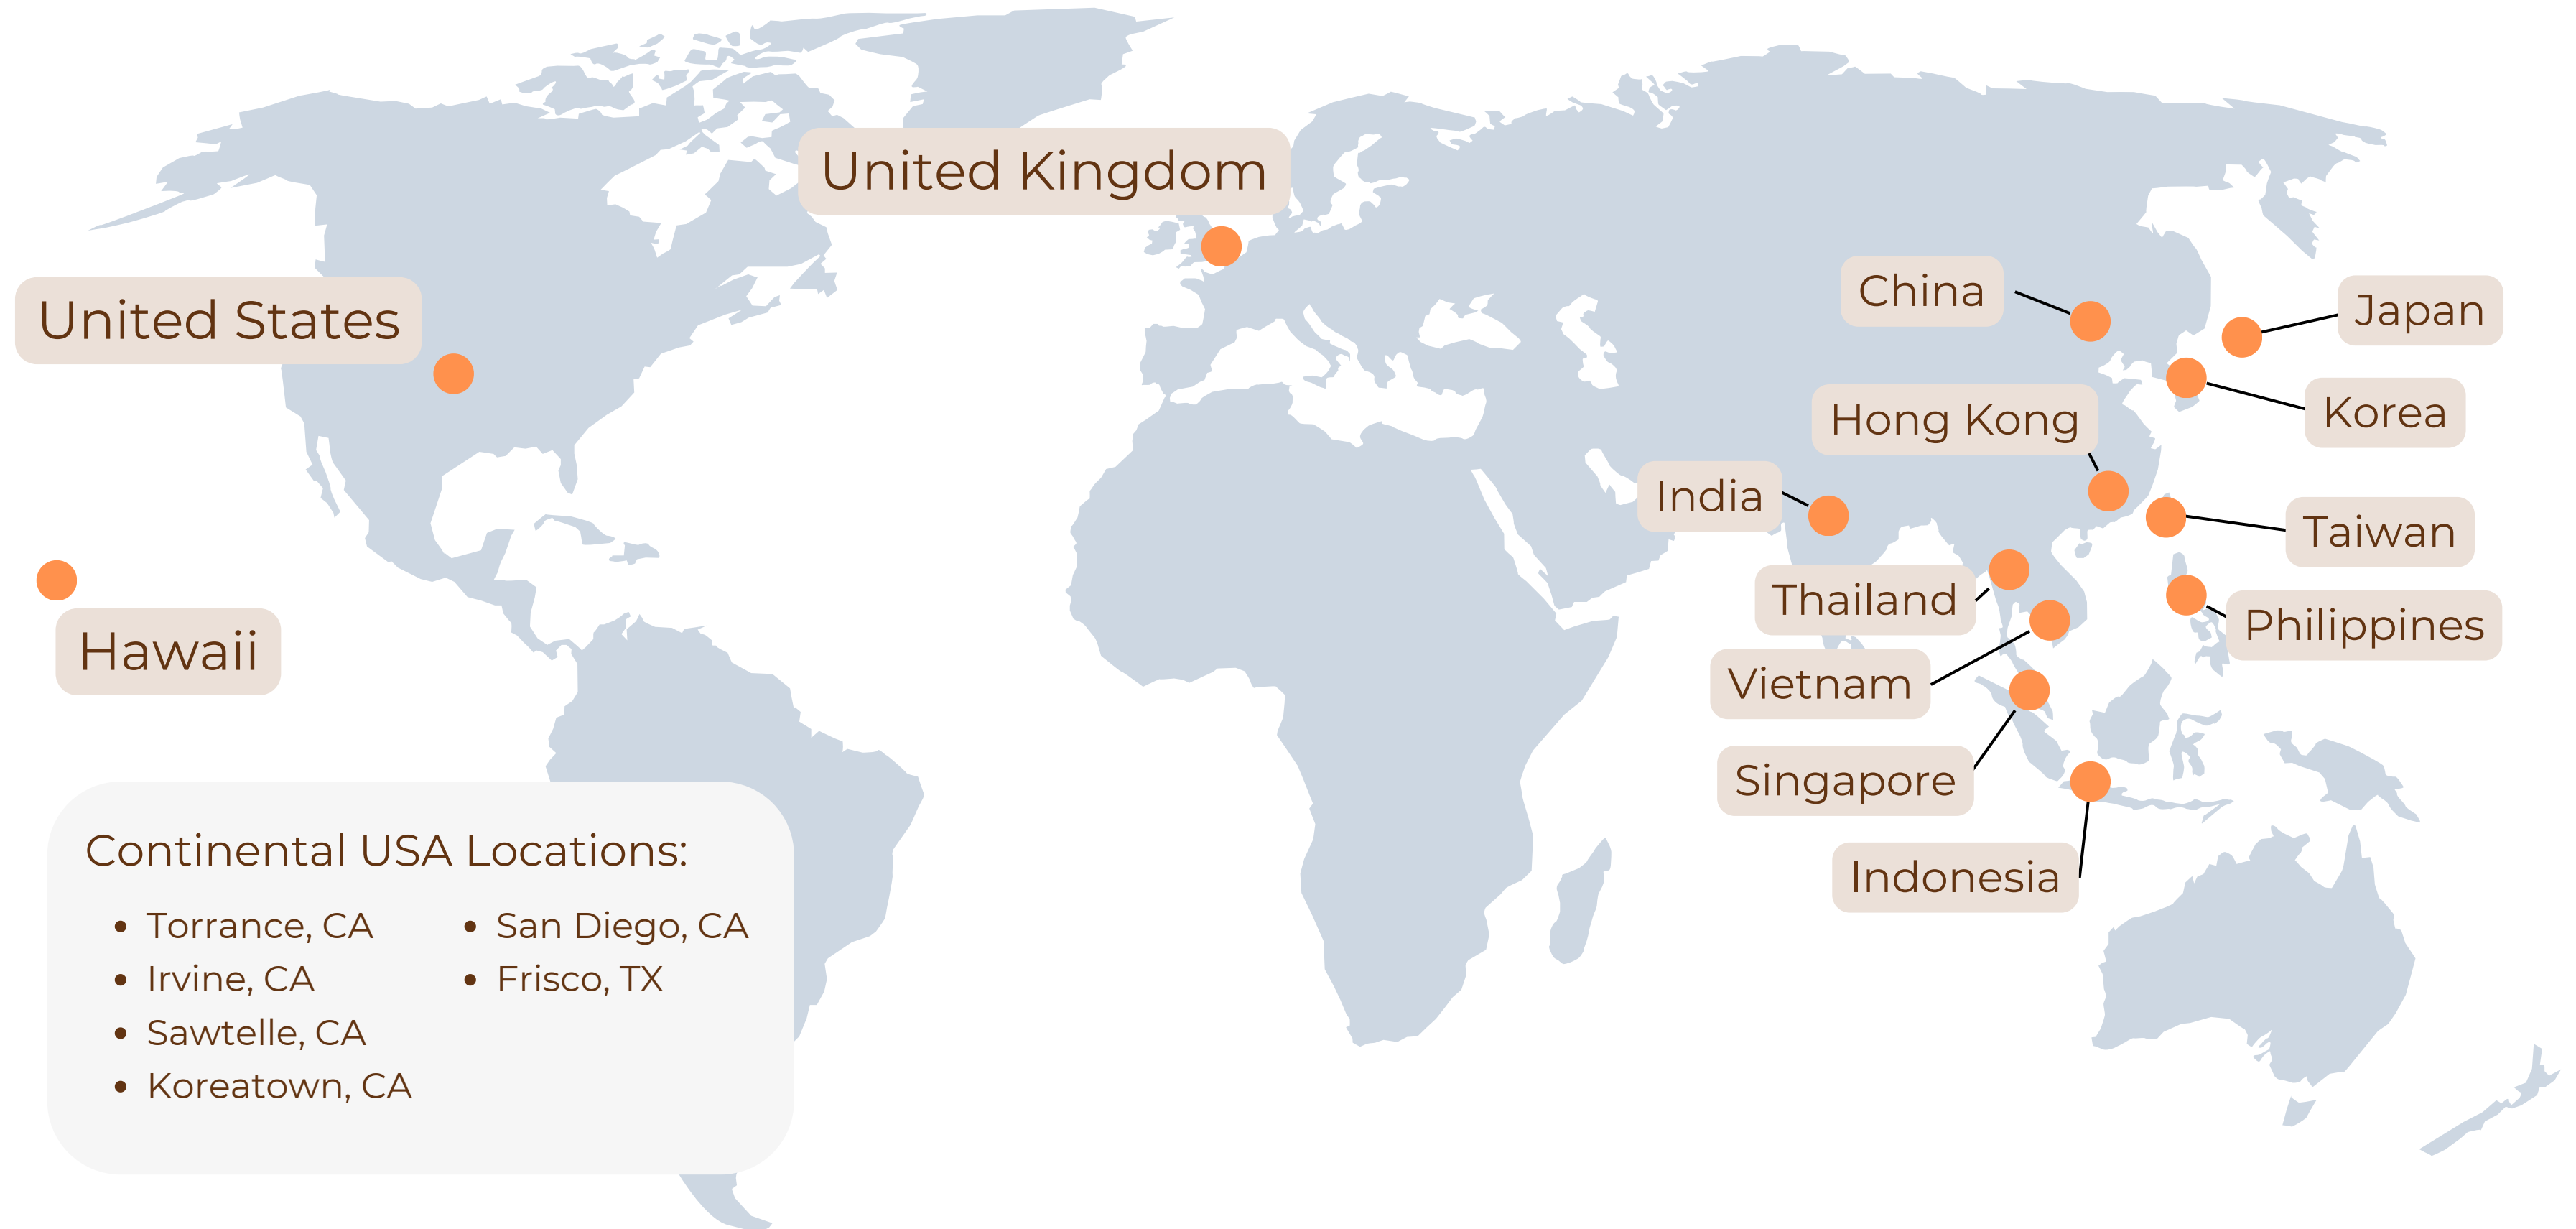 United Kingdom
United States
China
Japan
Korea
Hong Kong
India
Taiwan
Thailand
Philippines
Hawaii
Vietnam
Singapore
Indonesia
Continental USA Locations:
• Torrance, CA
• Irvine, CA
• Sawtelle, CA
• Koreatown, CA
• San Diego, CA
• Frisco, TX